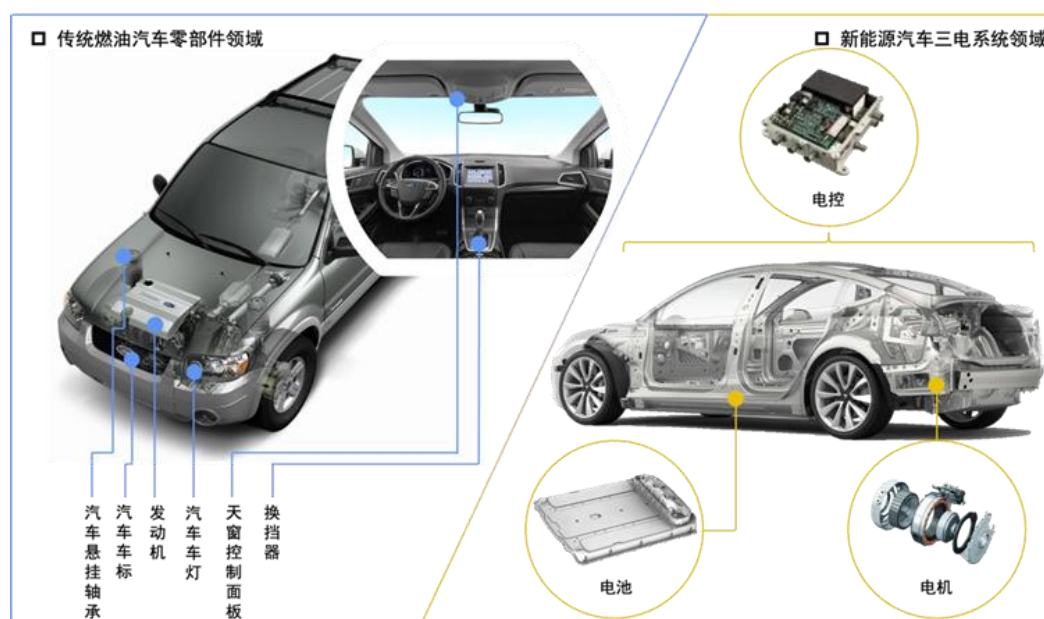 传统燃油汽车零部件领域
新能源汽车三电系统领域
电控
汽车悬挂轴承
汽车车标
发动机
汽车车灯
天窗控制面板
换挡器
电池
电机